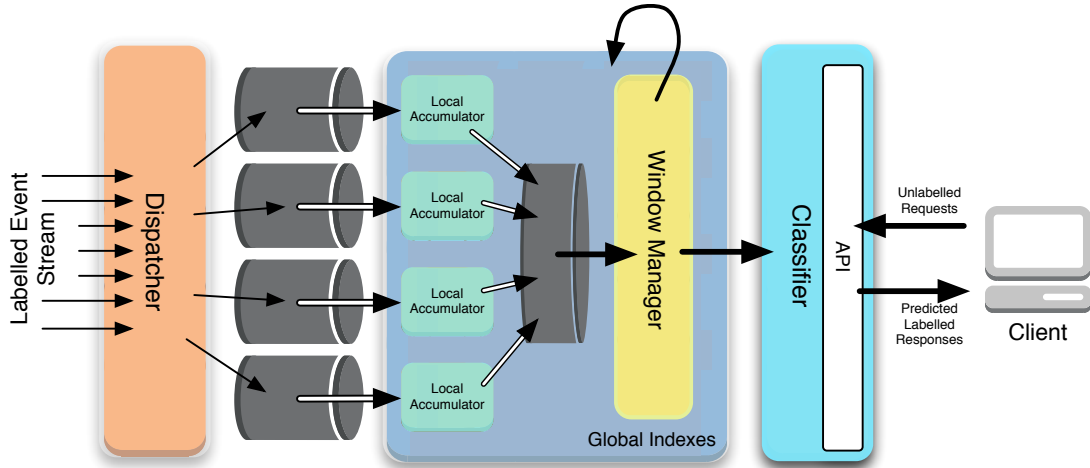 Labelled Event
Stream
Dispatcher
Local
Accumulator
Local
Accumulator
Local
Accumulator
Local
Accumulator
Window Manager
Global Indexes
Classifier
API
Unlabelled
Requests
Predicted
Labelled
Responses
Client